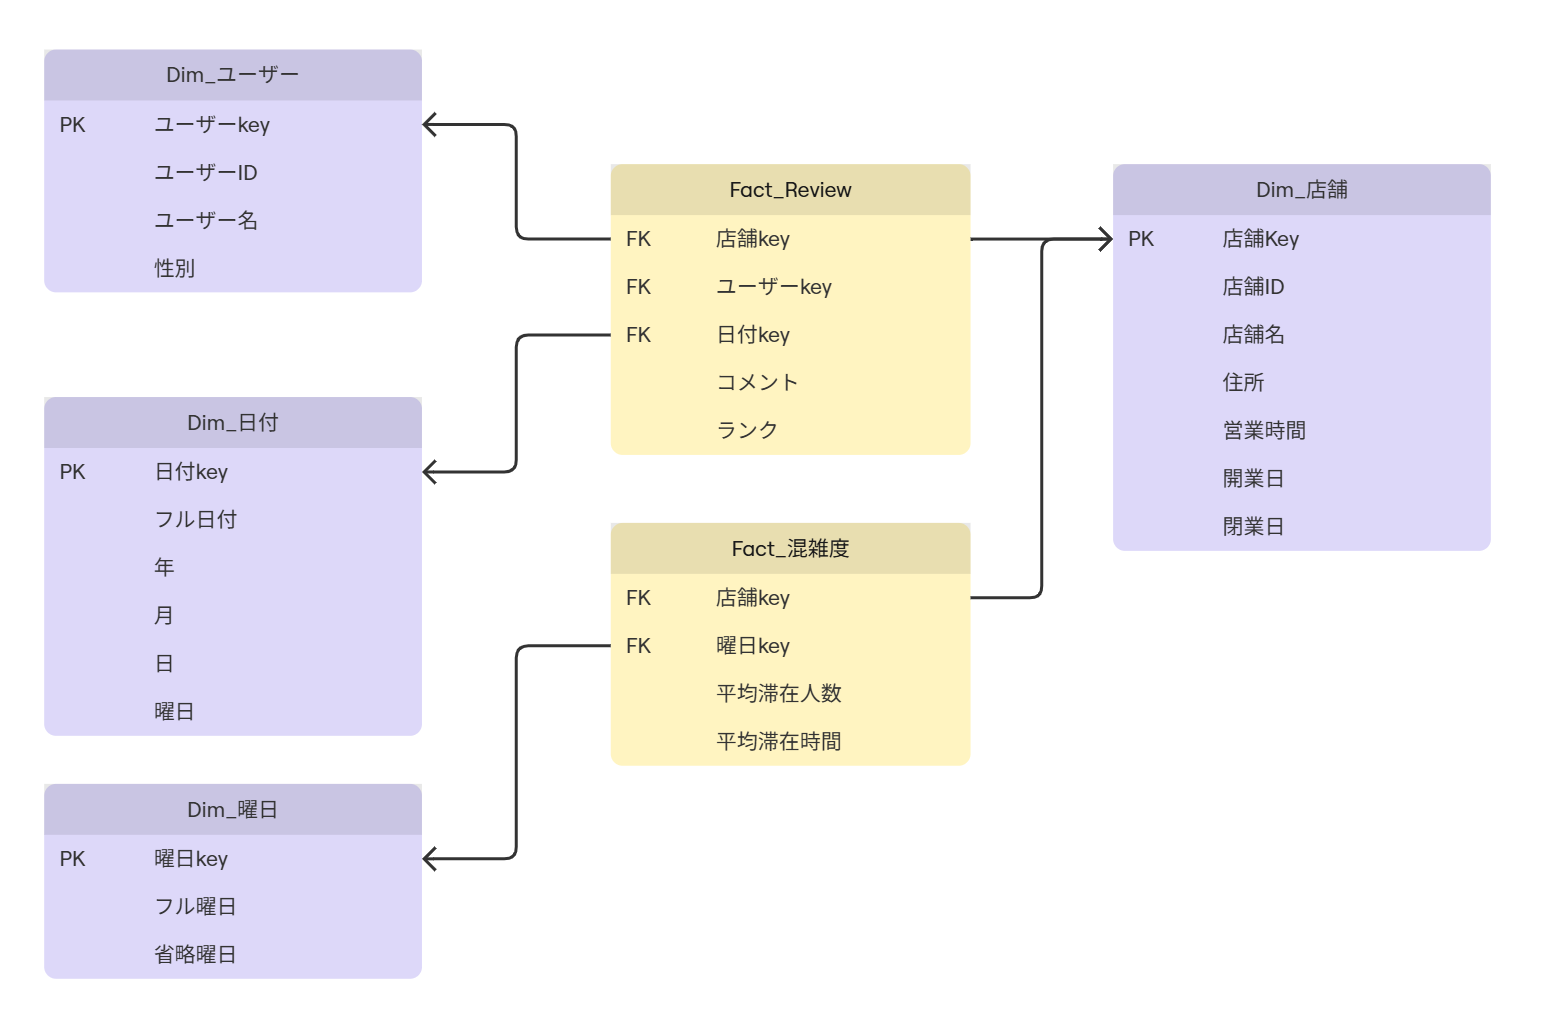 Dim_ユーザー
PK ユーザーkey
ユーザーID
ユーザー名
性別
Dim_日付
PK 日付key
フル日付
年
月
日
曜日
Dim_曜日
PK 曜日key
フル曜日
省略曜日
Fact_Review
FK 店舗key
FK ユーザーkey
FK 日付key
コメント
ランク
Fact_混雑度
FK 店舗key
FK 曜日key
平均滞在人数
平均滞在時間
Dim_店舗
PK 店舗Key
店舗ID
店舗名
住所
営業時間
開業日
閉業日